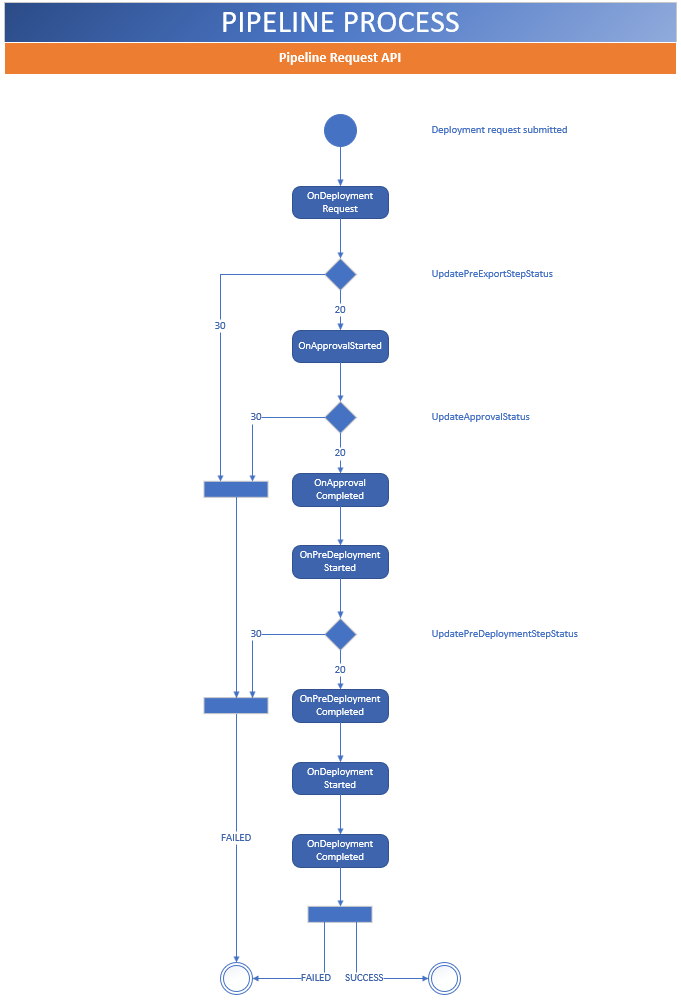 PIPELINE PROCESS
Pipeline Request API
Deployment request submitted
OnDeployment
Request
UpdatePreExportStepStatus
20
30
OnApprovalStarted
30
UpdateApprovalStatus
20
OnApproval
Completed
OnPreDeployment
Started
30
UpdatePreDeploymentStepStatus
20
OnPreDeployment
Completed
OnDeployment
Started
FAILED
OnDeployment
Completed
FAILED
SUCCESS